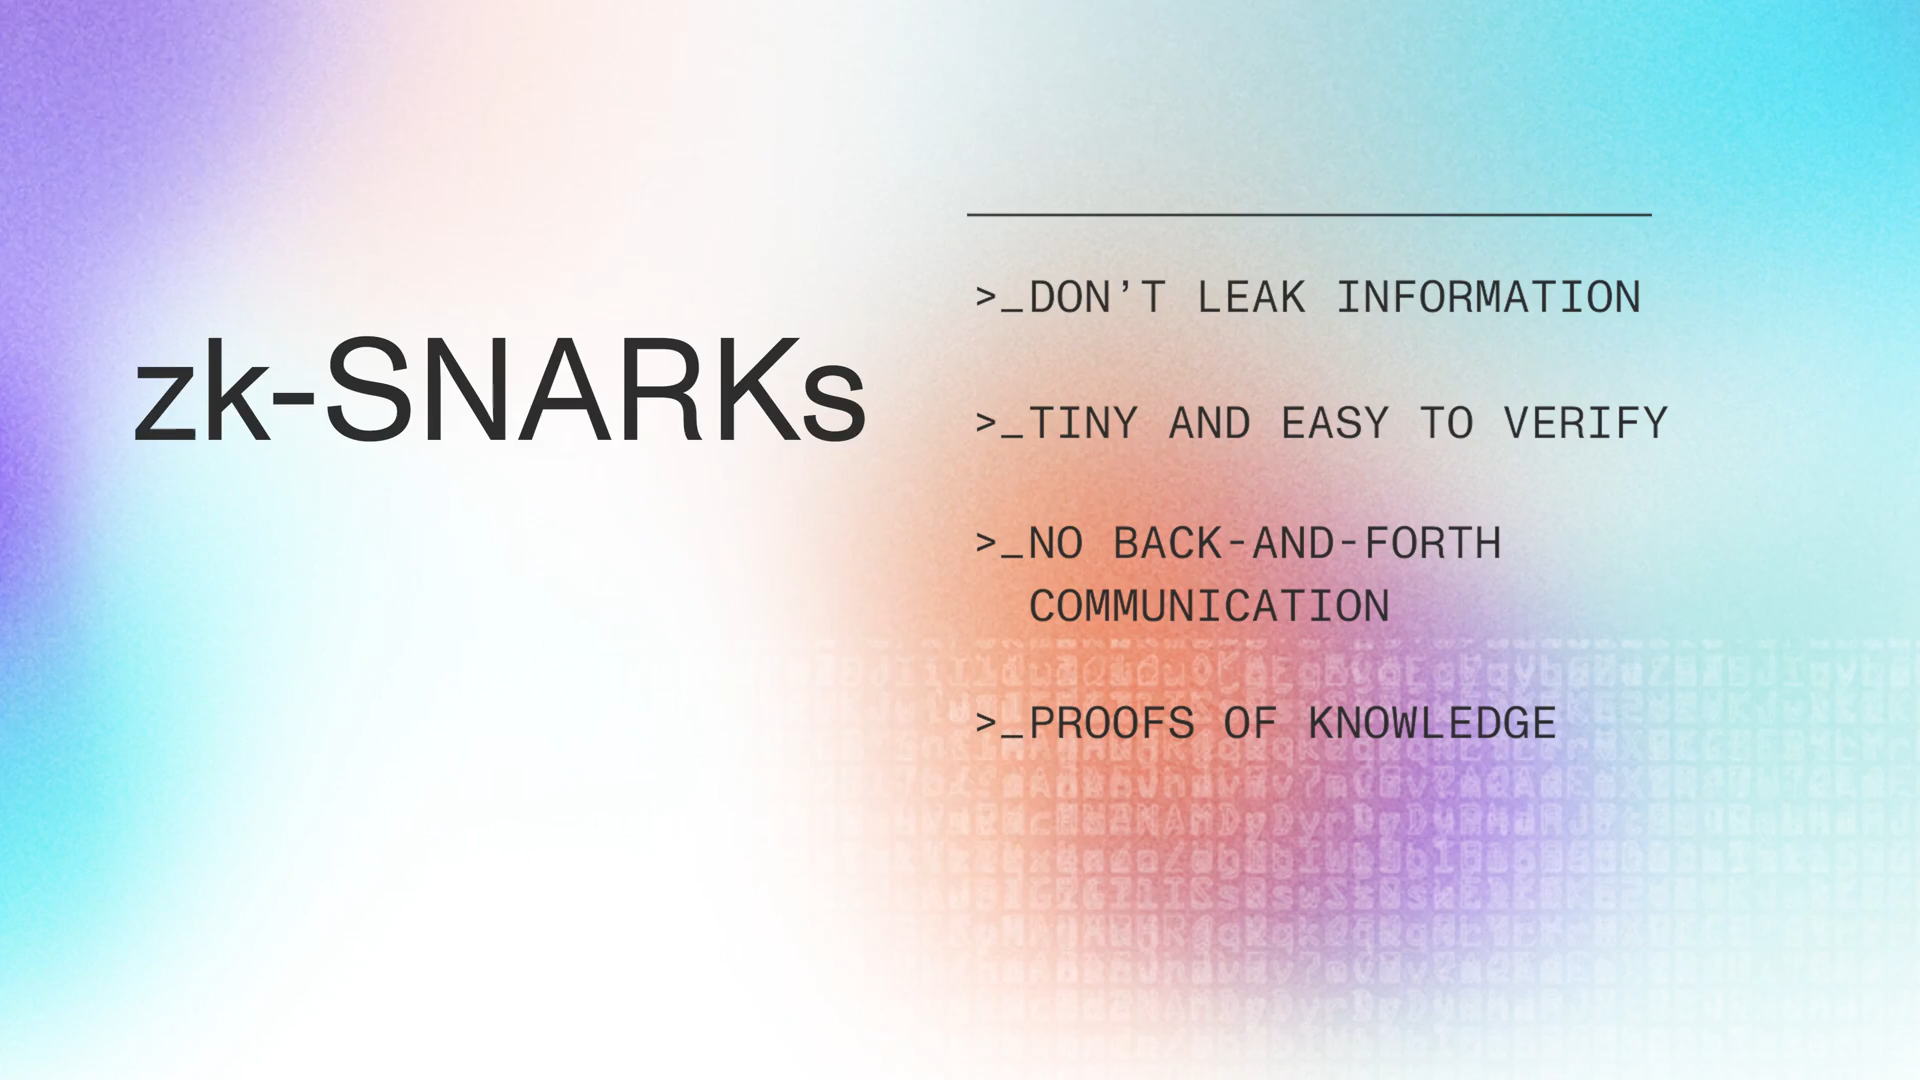 zk-SNARKs
>_DON’T LEAK INFORMATION
>_TINY AND EASY TO VERIFY
>_NO BACK-AND-FORTH
COMMUNICATION
>_PROOFS OF KNOWLEDGE